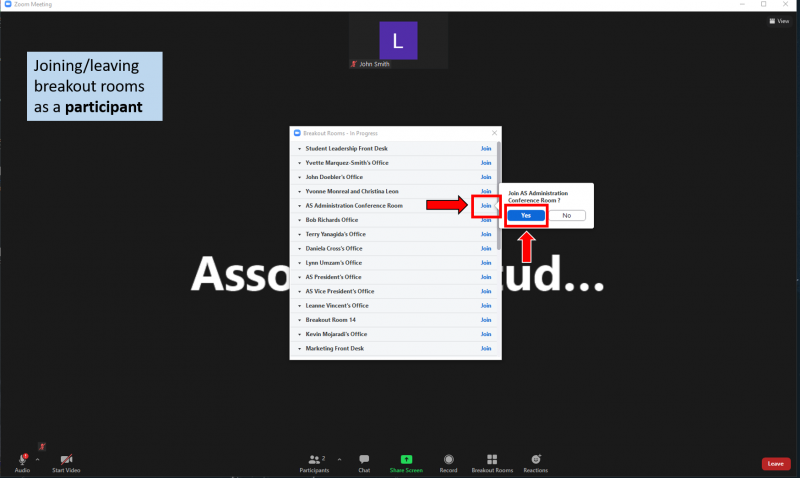 Zoom Meeting
View
L
John Smith
Joining/leaving
breakout rooms
as a participant
Breakout Rooms - In Progress
Student Leadership Front Desk Join
Yvette Marquez-Smith's Office Join
John Doebler's Office Join
Yvonne Monreal and Christina Leon Join
AS Administration Conference Room Join
Join AS Administration
Conference Room ?
Yes No
Bob Richards Office Join
Terry Yanagida's Office Join
Daniela Cross's Office Join
Lynn Umzam's Office Join
Asso tud...
AS President's Office Join
AS Vice President's Office Join
Leanne Vincent's Office Join
Breakout Room 14 Join
Kevin Mojaradi's Office Join
Marketing Front Desk Join
Audio
Start Video
Participants 2
Chat
Share Screen
Record
Breakout Rooms
Reactions
Leave